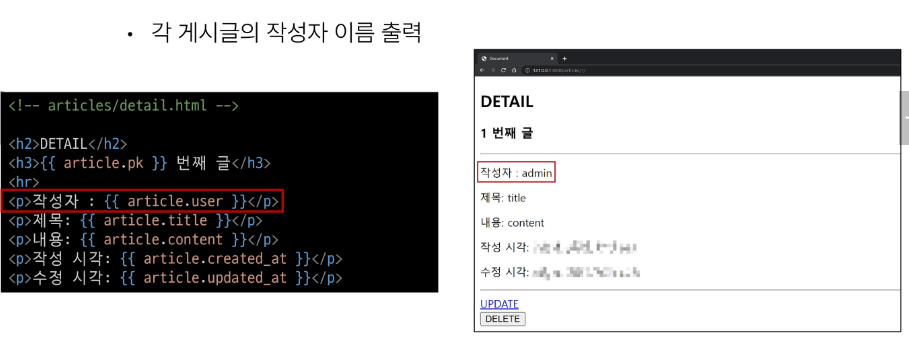 • 각 게시글의 작성자 이름 출력
<!-- articles/detail.html -->
<h2>DETAIL</h2>
<h3>{{ article.pk }} 번째 글</h3>
<hr>
<p>작성자 : {{ article.user }}</p>
<p>제목: {{ article.title }}</p>
<p>내용: {{ article.content }}</p>
<p>작성 시각: {{ article.created_at }}</p>
<p>수정 시각: {{ article.updated_at }}</p>
Document
DETAIL
1 번째 글
작성자 : admin
제목: title
내용: content
작성 시각:
수정 시각:
UPDATE
DELETE